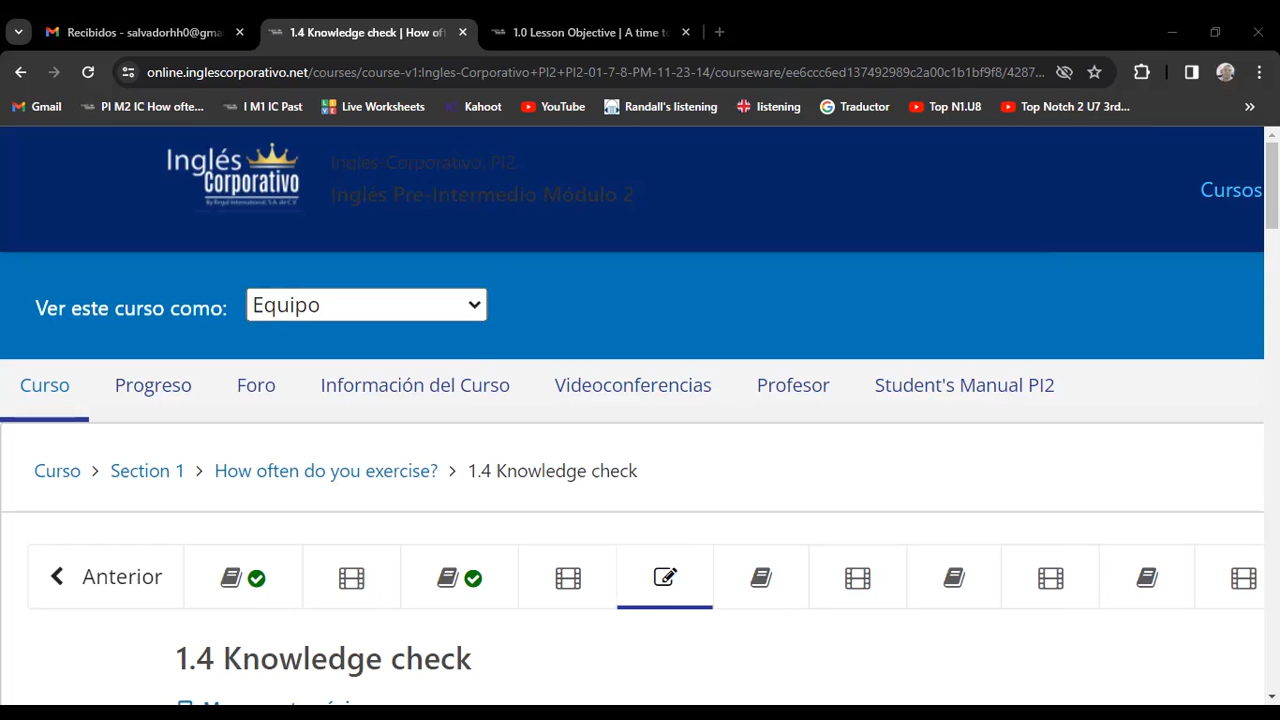 Recibidos - salvadorhh0@gma
1.4 Knowledge check | How of
1.0 Lesson Objective | A time to
online.inglescorporativo.net/courses/course-v1:Ingles-Corporativo+PI2+PI2-01-7-8-PM-11-23-14/courseware/ee6ccc6ed137492989c2a00c1b1bf9f8/4287...
Gmail
PI M2 IC How ofte...
I M1 IC Past
Live Worksheets
Kahoot
YouTube
Randall's listening
listening
Traductor
Top N1.U8
Top Notch 2 U7 3rd...
Inglés
Corporativo
By Regal International, S.A. de C.V.
Ingles-Corporativo: PI2
Inglés Pre-Intermedio Módulo 2
Cursos
Ver este curso como:
Equipo
Curso
Progreso
Foro
Información del Curso
Videoconferencias
Profesor
Student's Manual PI2
Curso > Section 1 > How often do you exercise? > 1.4 Knowledge check
Anterior
1.4 Knowledge check